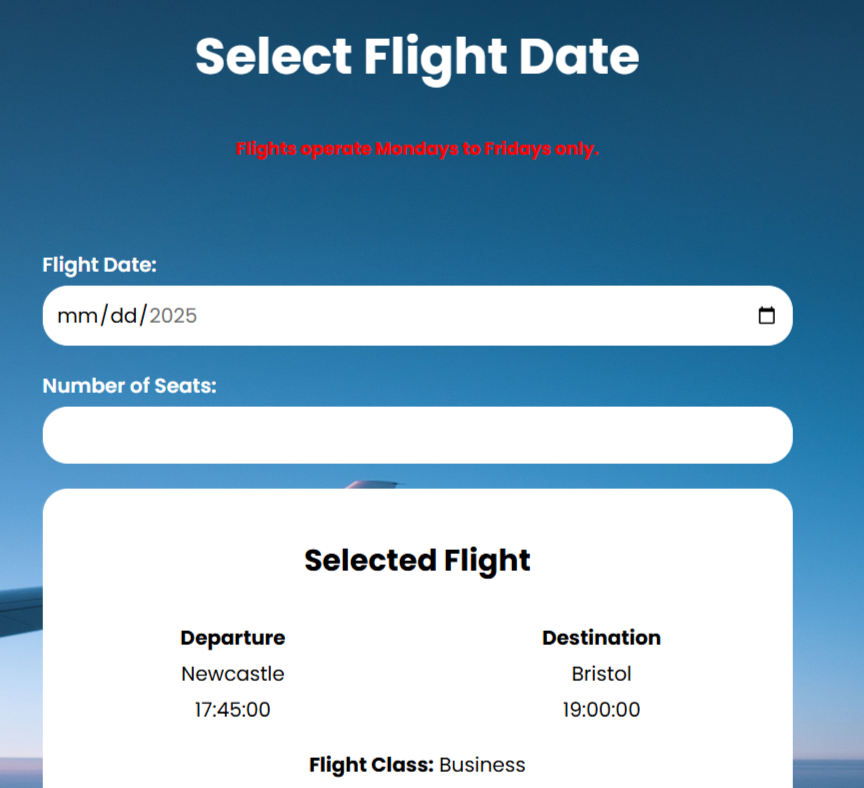 Select Flight Date
Flights operate Mondays to Fridays only.
Flight Date:
mm/dd/2025
Number of Seats:
Selected Flight
Departure Destination
Newcastle Bristol
17:45:00 19:00:00
Flight Class: Business